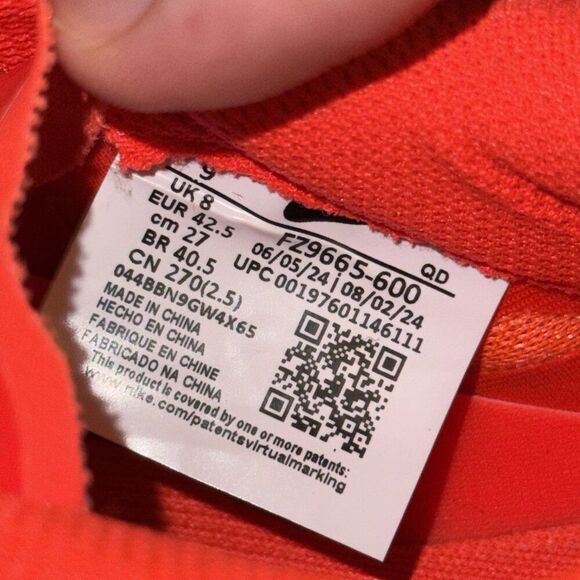 9
UK 8
EUR 42.5
cm 27
BR 40.5
CN 270(2.5)
044BBN9GW4X65
MADE IN CHINA
HECHO EN CHINA
FABRIQUE EN CHINE
FABRICADO NA CHINA
This product is covered by one or more patents:
www.nike.com/patentsvirtualmarking
FZ9665-600 QD
06/05/24 | 08/02/24
UPC 00197601146111